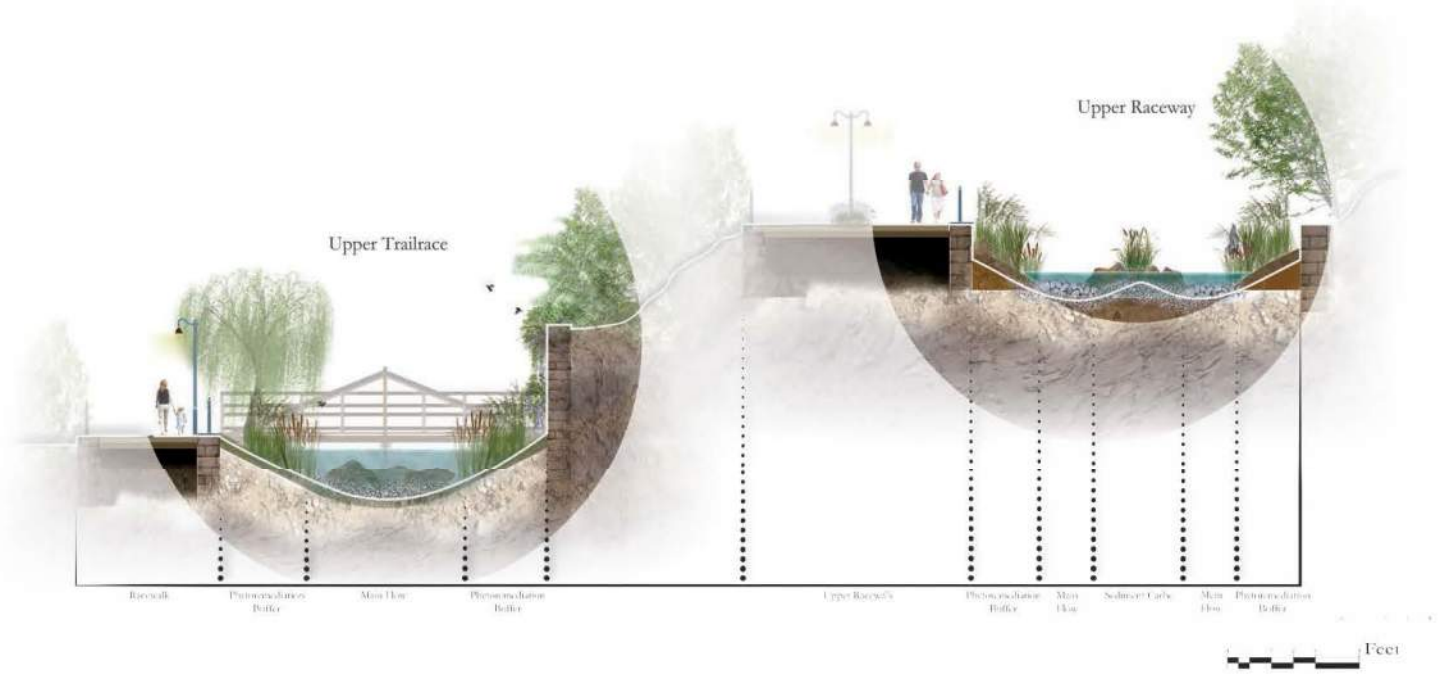 Upper Raceway
Upper Trailrace
Racewalk
Phytoremediation
Buffer
Main Flow
Phytoremediation
Buffer
Upper Racewalk
Phytoremediation
Buffer
Main
Flow
Sediment
Main
Flow
Phytoremediation
Buffer
Feet